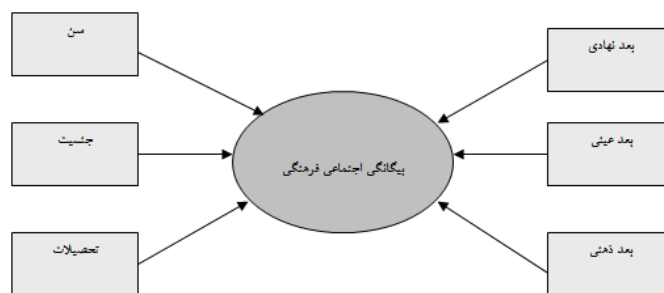 سن
بعد نهادی
جنسیت
بیگانگی اجتماعی فرهنگی
بعد عینی
تحصیلات
بعد ذهنی